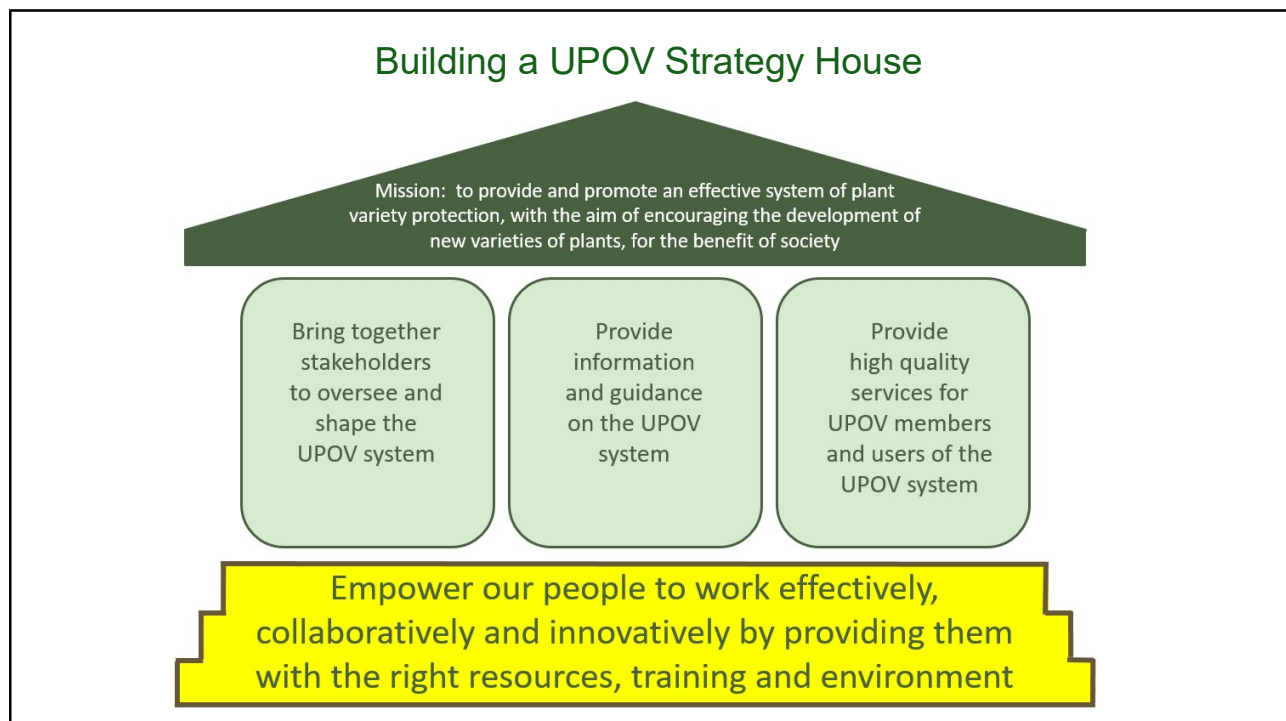 Building a UPOV Strategy House
Mission: to provide and promote an effective system of plant
variety protection, with the aim of encouraging the development of
new varieties of plants, for the benefit of society
Bring together
stakeholders
to oversee and
shape the
UPOV system
Provide
information
and guidance
on the UPOV
system
Provide
high quality
services for
UPOV members
and users of the
UPOV system
Empower our people to work effectively,
collaboratively and innovatively by providing them
with the right resources, training and environment